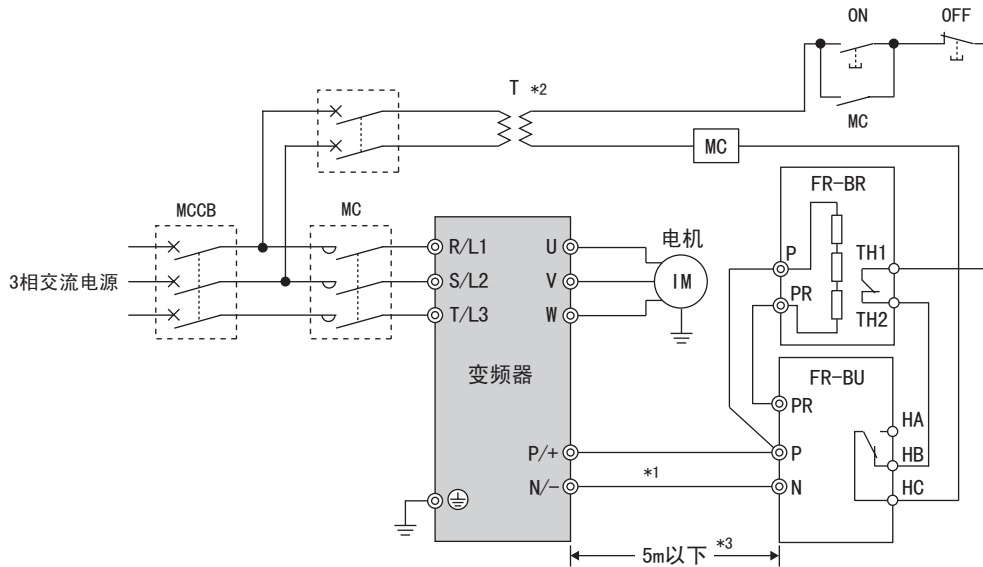 ON
OFF
T *2
MC
MC
FR-BR
MCCB
MC
P
TH1
PR
TH2
R/L1
U
电机
3相交流电源
S/L2
V
IM
T/L3
W
变频器
FR-BU
PR
HA
P/+
P
HB
*1
N/-
N
HC
5m以下 *3